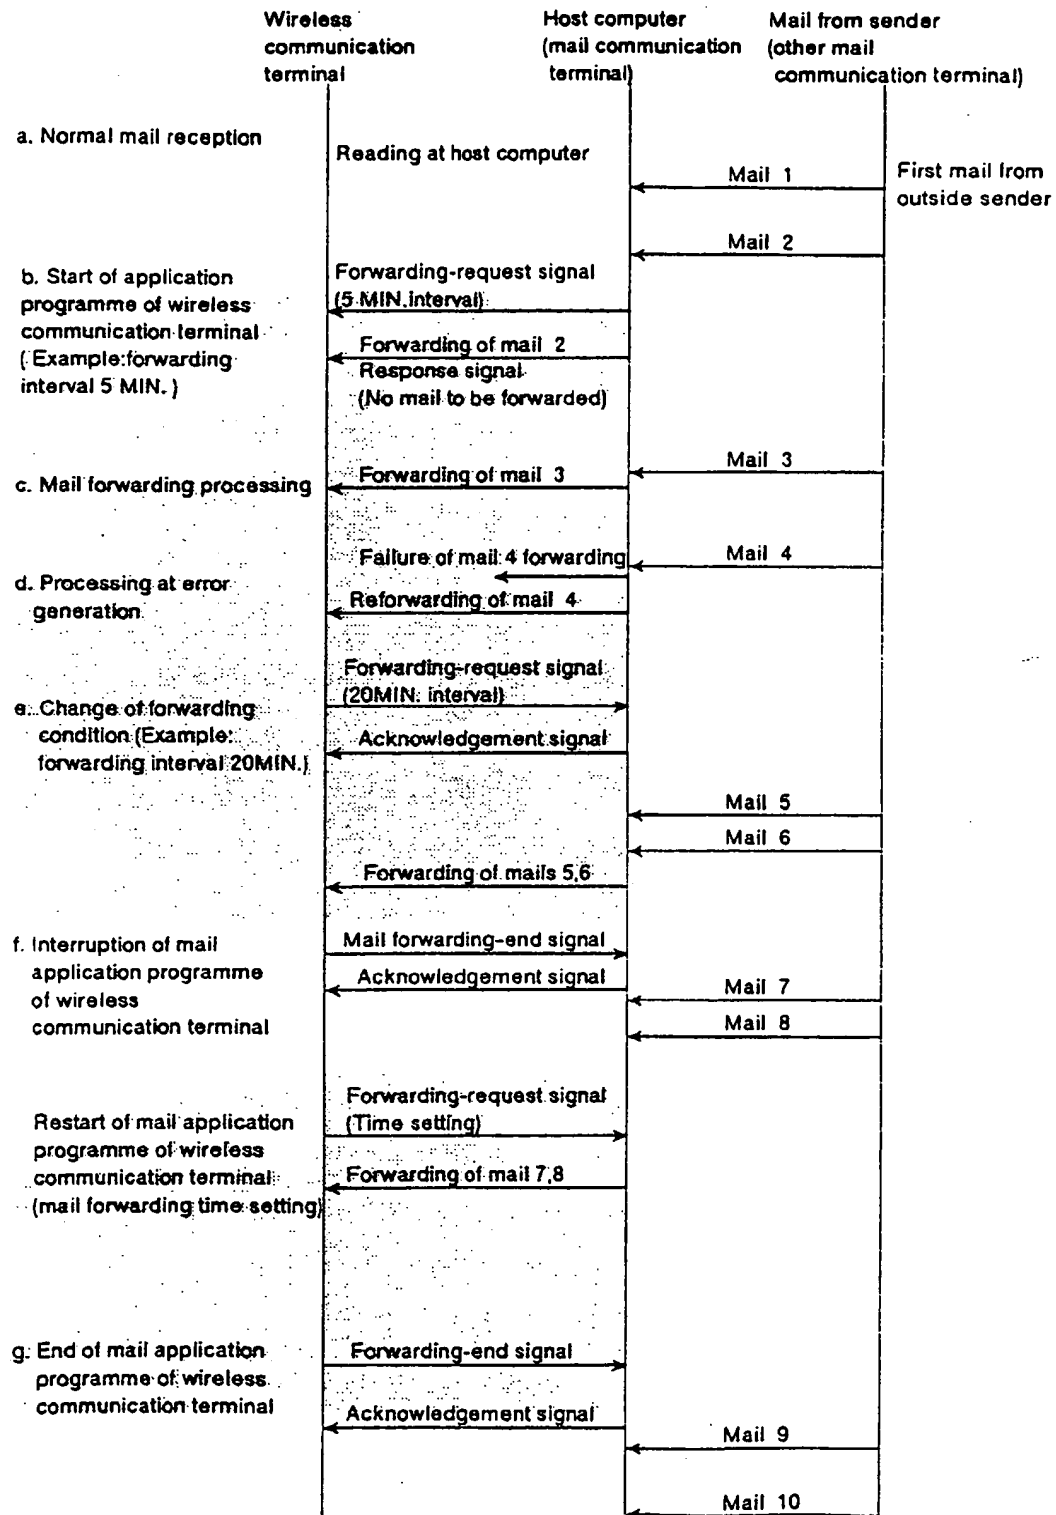 Wireless
communication
terminal
Host computer
(mail communication
terminal)
Mail from sender
(other mail
communication terminal)
a. Normal mail reception
Reading at host computer
Mail 1
First mail from
outside sender
Mail 2
b. Start of application
programme of wireless
communication terminal
(Example:forwarding
interval 5 MIN.)
Forwarding-request signal
(5 MIN.interval)
Forwarding of mail 2
Response signal
(No mail to be forwarded)
Mail 3
c. Mail forwarding processing
Forwarding of mail 3
Mail 4
Failure of mail 4 forwarding
d. Processing at error
generation
Reforwarding of mail 4
Forwarding-request signal
(20MIN. interval)
e. Change of forwarding
condition (Example:
forwarding interval 20MIN.)
Acknowledgement signal
Mail 5
Mail 6
Forwarding of mails 5,6
f. Interruption of mail
application programme
of wireless
communication terminal
Mail forwarding-end signal
Acknowledgement signal
Mail 7
Mail 8
Forwarding-request signal
(Time setting)
Restart of mail application
programme of wireless
communication terminal
(mail forwarding time setting)
Forwarding of mail 7,8
g. End of mail application
programme of wireless
communication terminal
Forwarding-end signal
Acknowledgement signal
Mail 9
Mail 10